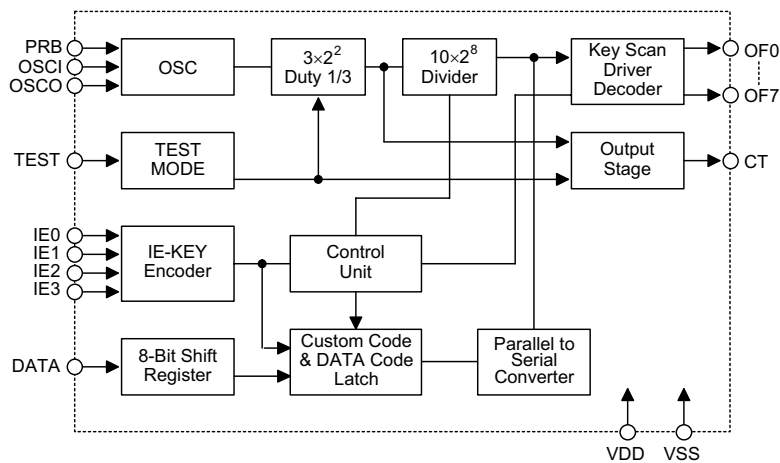 PRB
OSCI
OSCO
OSC
3×2²
Duty 1/3
10×2⁸
Divider
Key Scan
Driver
Decoder
OF0
OF7
TEST
TEST
MODE
Output
Stage
CT
IE0
IE1
IE2
IE3
IE-KEY
Encoder
Control
Unit
DATA
8-Bit Shift
Register
Custom Code
& DATA Code
Latch
Parallel to
Serial
Converter
VDD
VSS